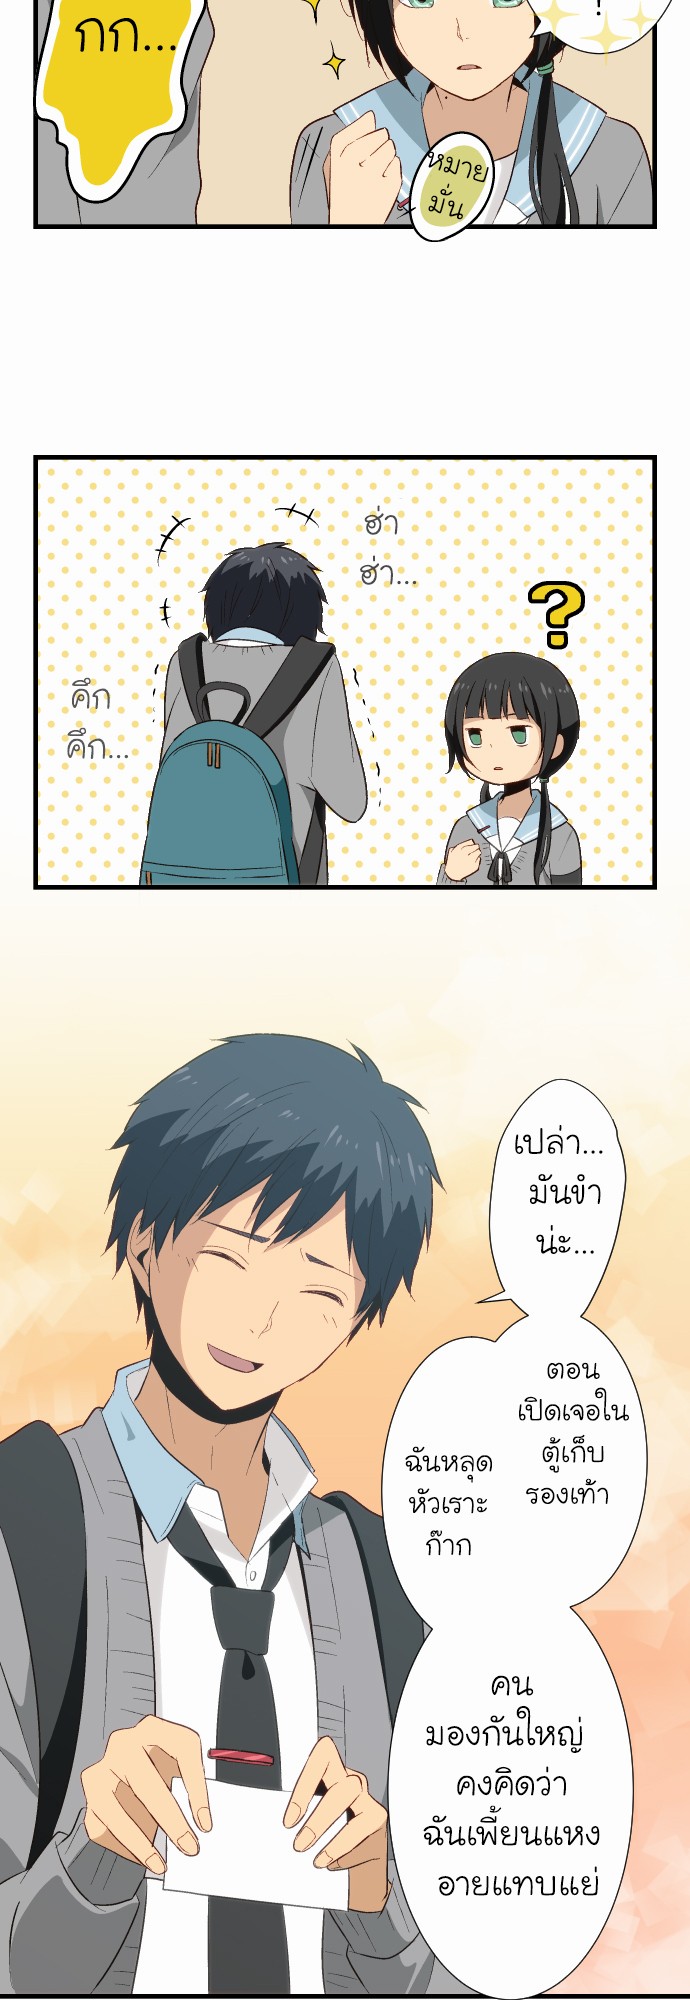 กก...
!
หมาย
มั่น
ฮ่า
ฮ่า...
?
คึก
คึก...
เปล่า...
มันขำ
น่ะ...
ตอน
เปิดเจอใน
ตู้เก็บ
รองเท้า
ฉันหลุด
หัวเราะ
ก๊าก
คน
มองกันใหญ่
คงคิดว่า
ฉันเพี้ยนแหง
อายแทบแย่